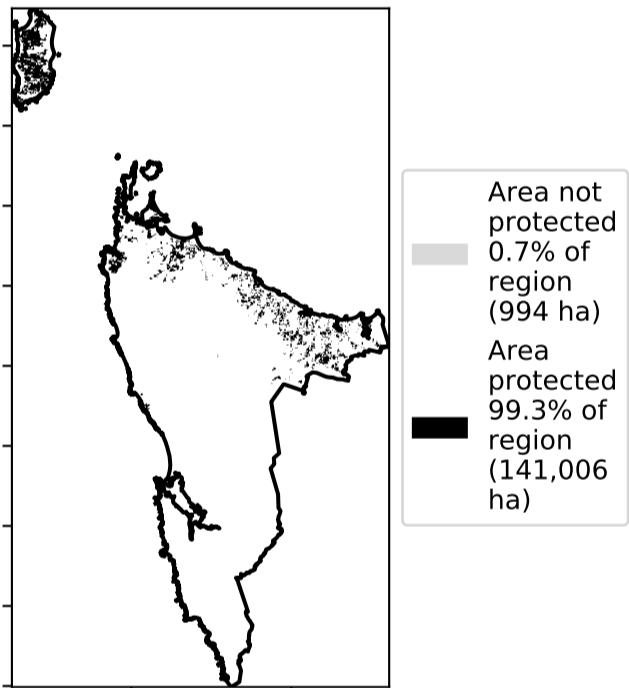 Area not
protected
0.7% of
region
(994 ha)
Area
protected
99.3% of
region
(141,006
ha)